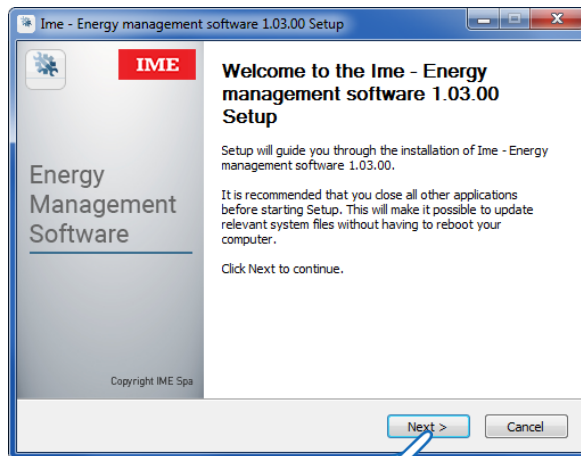 Ime - Energy management software 1.03.00 Setup
IME
Welcome to the Ime - Energy
management software 1.03.00
Setup
Setup will guide you through the installation of Ime - Energy
management software 1.03.00.
It is recommended that you close all other applications
before starting Setup. This will make it possible to update
relevant system files without having to reboot your
computer.
Click Next to continue.
Energy
Management
Software
Copyright IME Spa
Next >
Cancel